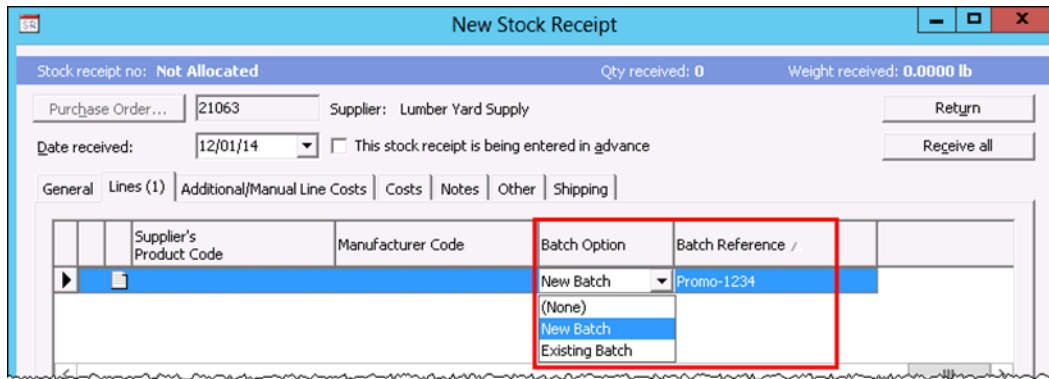 SR New Stock Receipt
Stock receipt no: Not Allocated Qty received: 0 Weight received: 0.0000 lb
Purchase Order... 21063 Supplier: Lumber Yard Supply Return
Date received: 12/01/14 This stock receipt is being entered in advance Receive all
General Lines (1) Additional/Manual Line Costs Costs Notes Other Shipping
Supplier's
Product Code Manufacturer Code Batch Option Batch Reference
New Batch Promo-1234
(None)
New Batch
Existing Batch